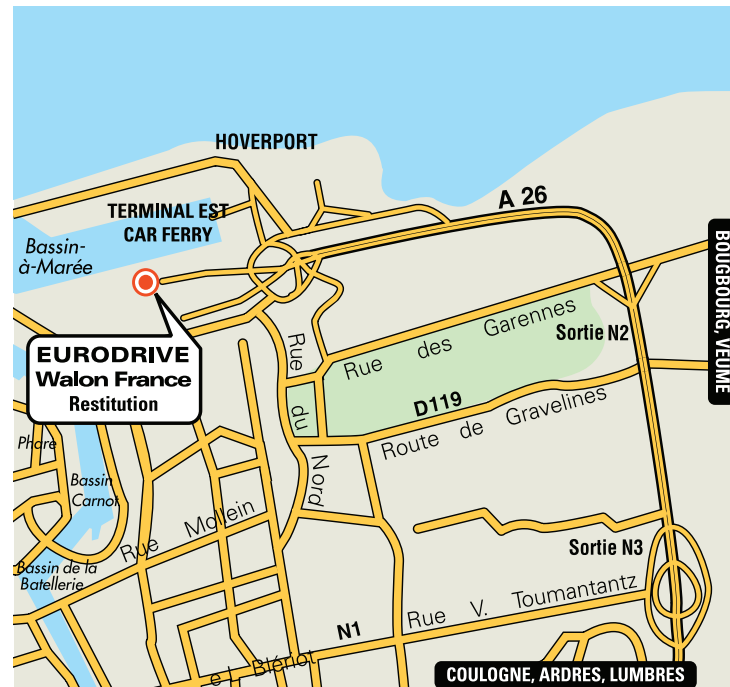 HOVERPORT
A 26
TERMINAL EST
CAR FERRY
Bassin-
à-Marée
BOUGBOURG, VEUME
EURODRIVE
Walon France
Restitution
Rue des Garennes
Sortie N2
Rue du Nord
D119
Route de Gravelines
Phare
Bassin
Carnot
Rue Mollein
Bassin de la
Batellerie
Sortie N3
Rue V. Toumantantz
N1
e L. Blériot
COULOGNE, ARDRES, LUMBRES